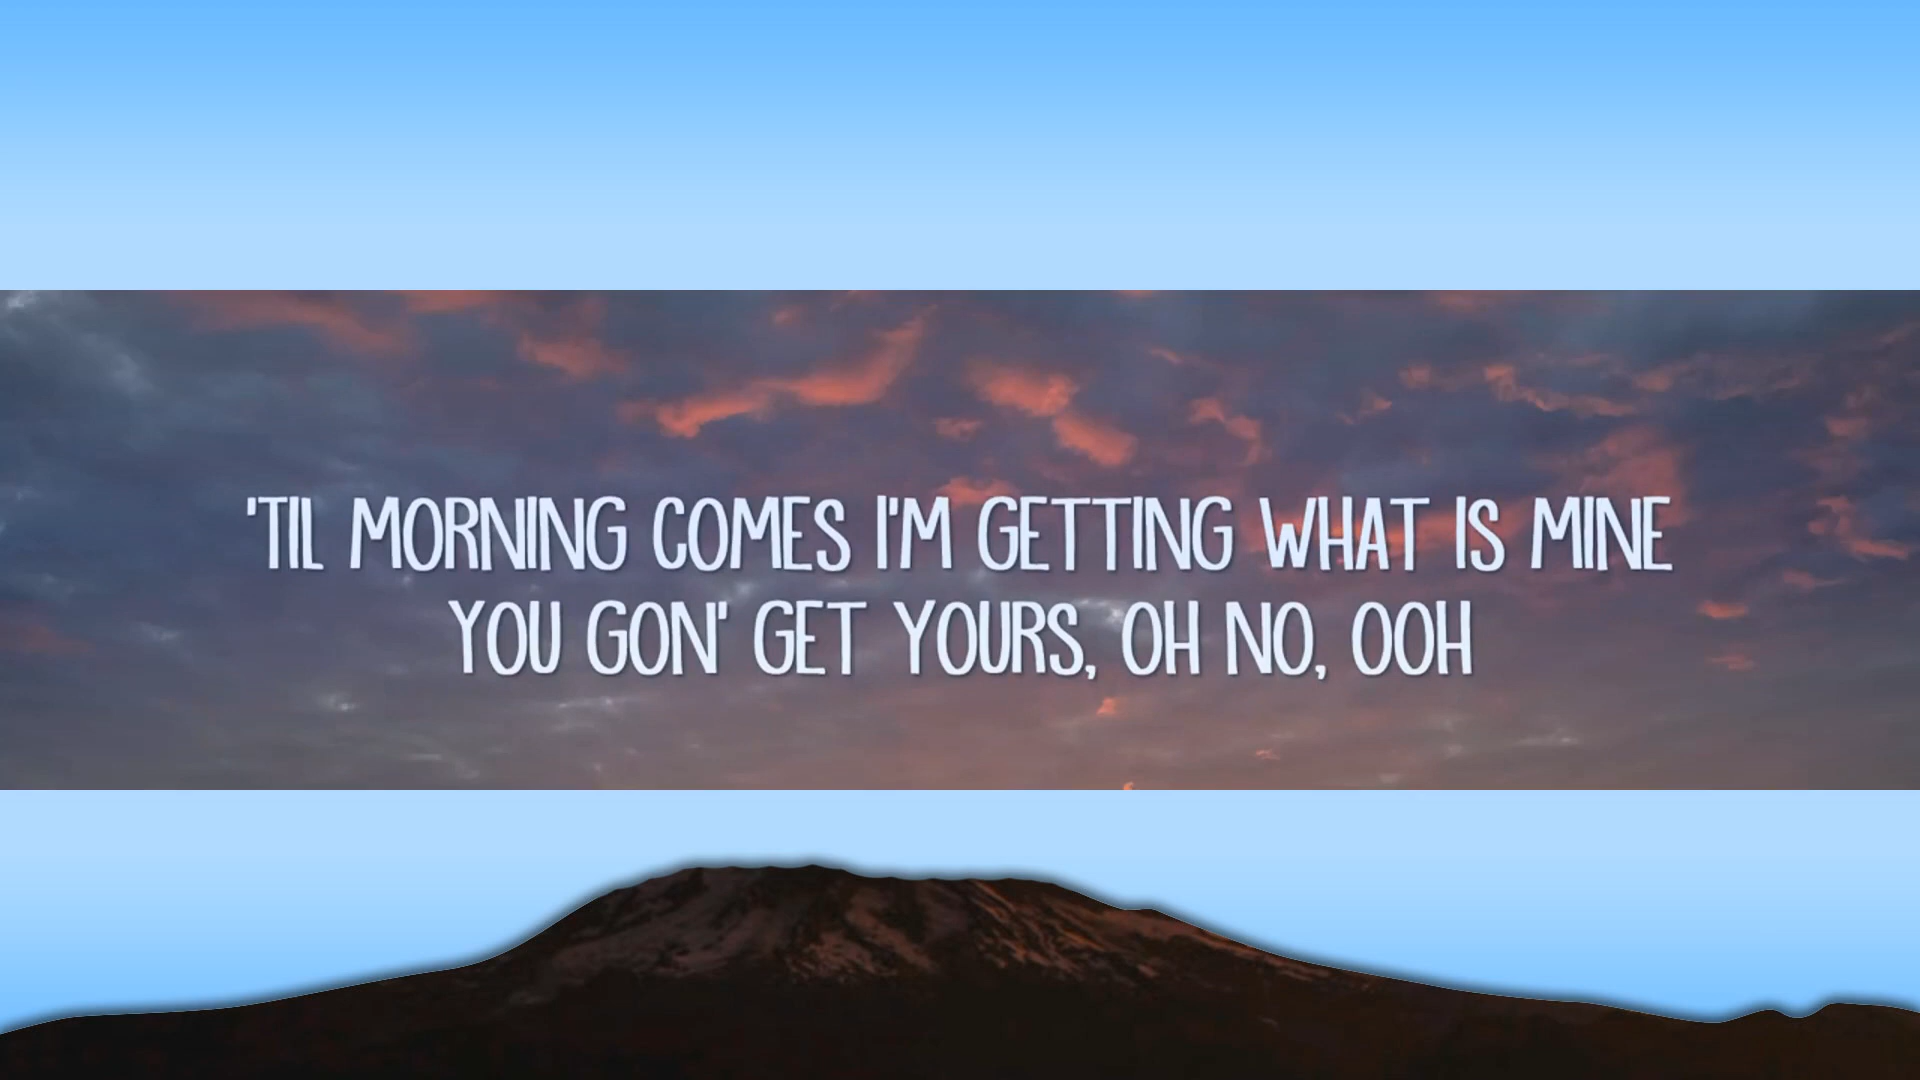 'TIL MORNING COMES I'M GETTING WHAT IS MINE
YOU GON' GET YOURS, OH NO, OOH